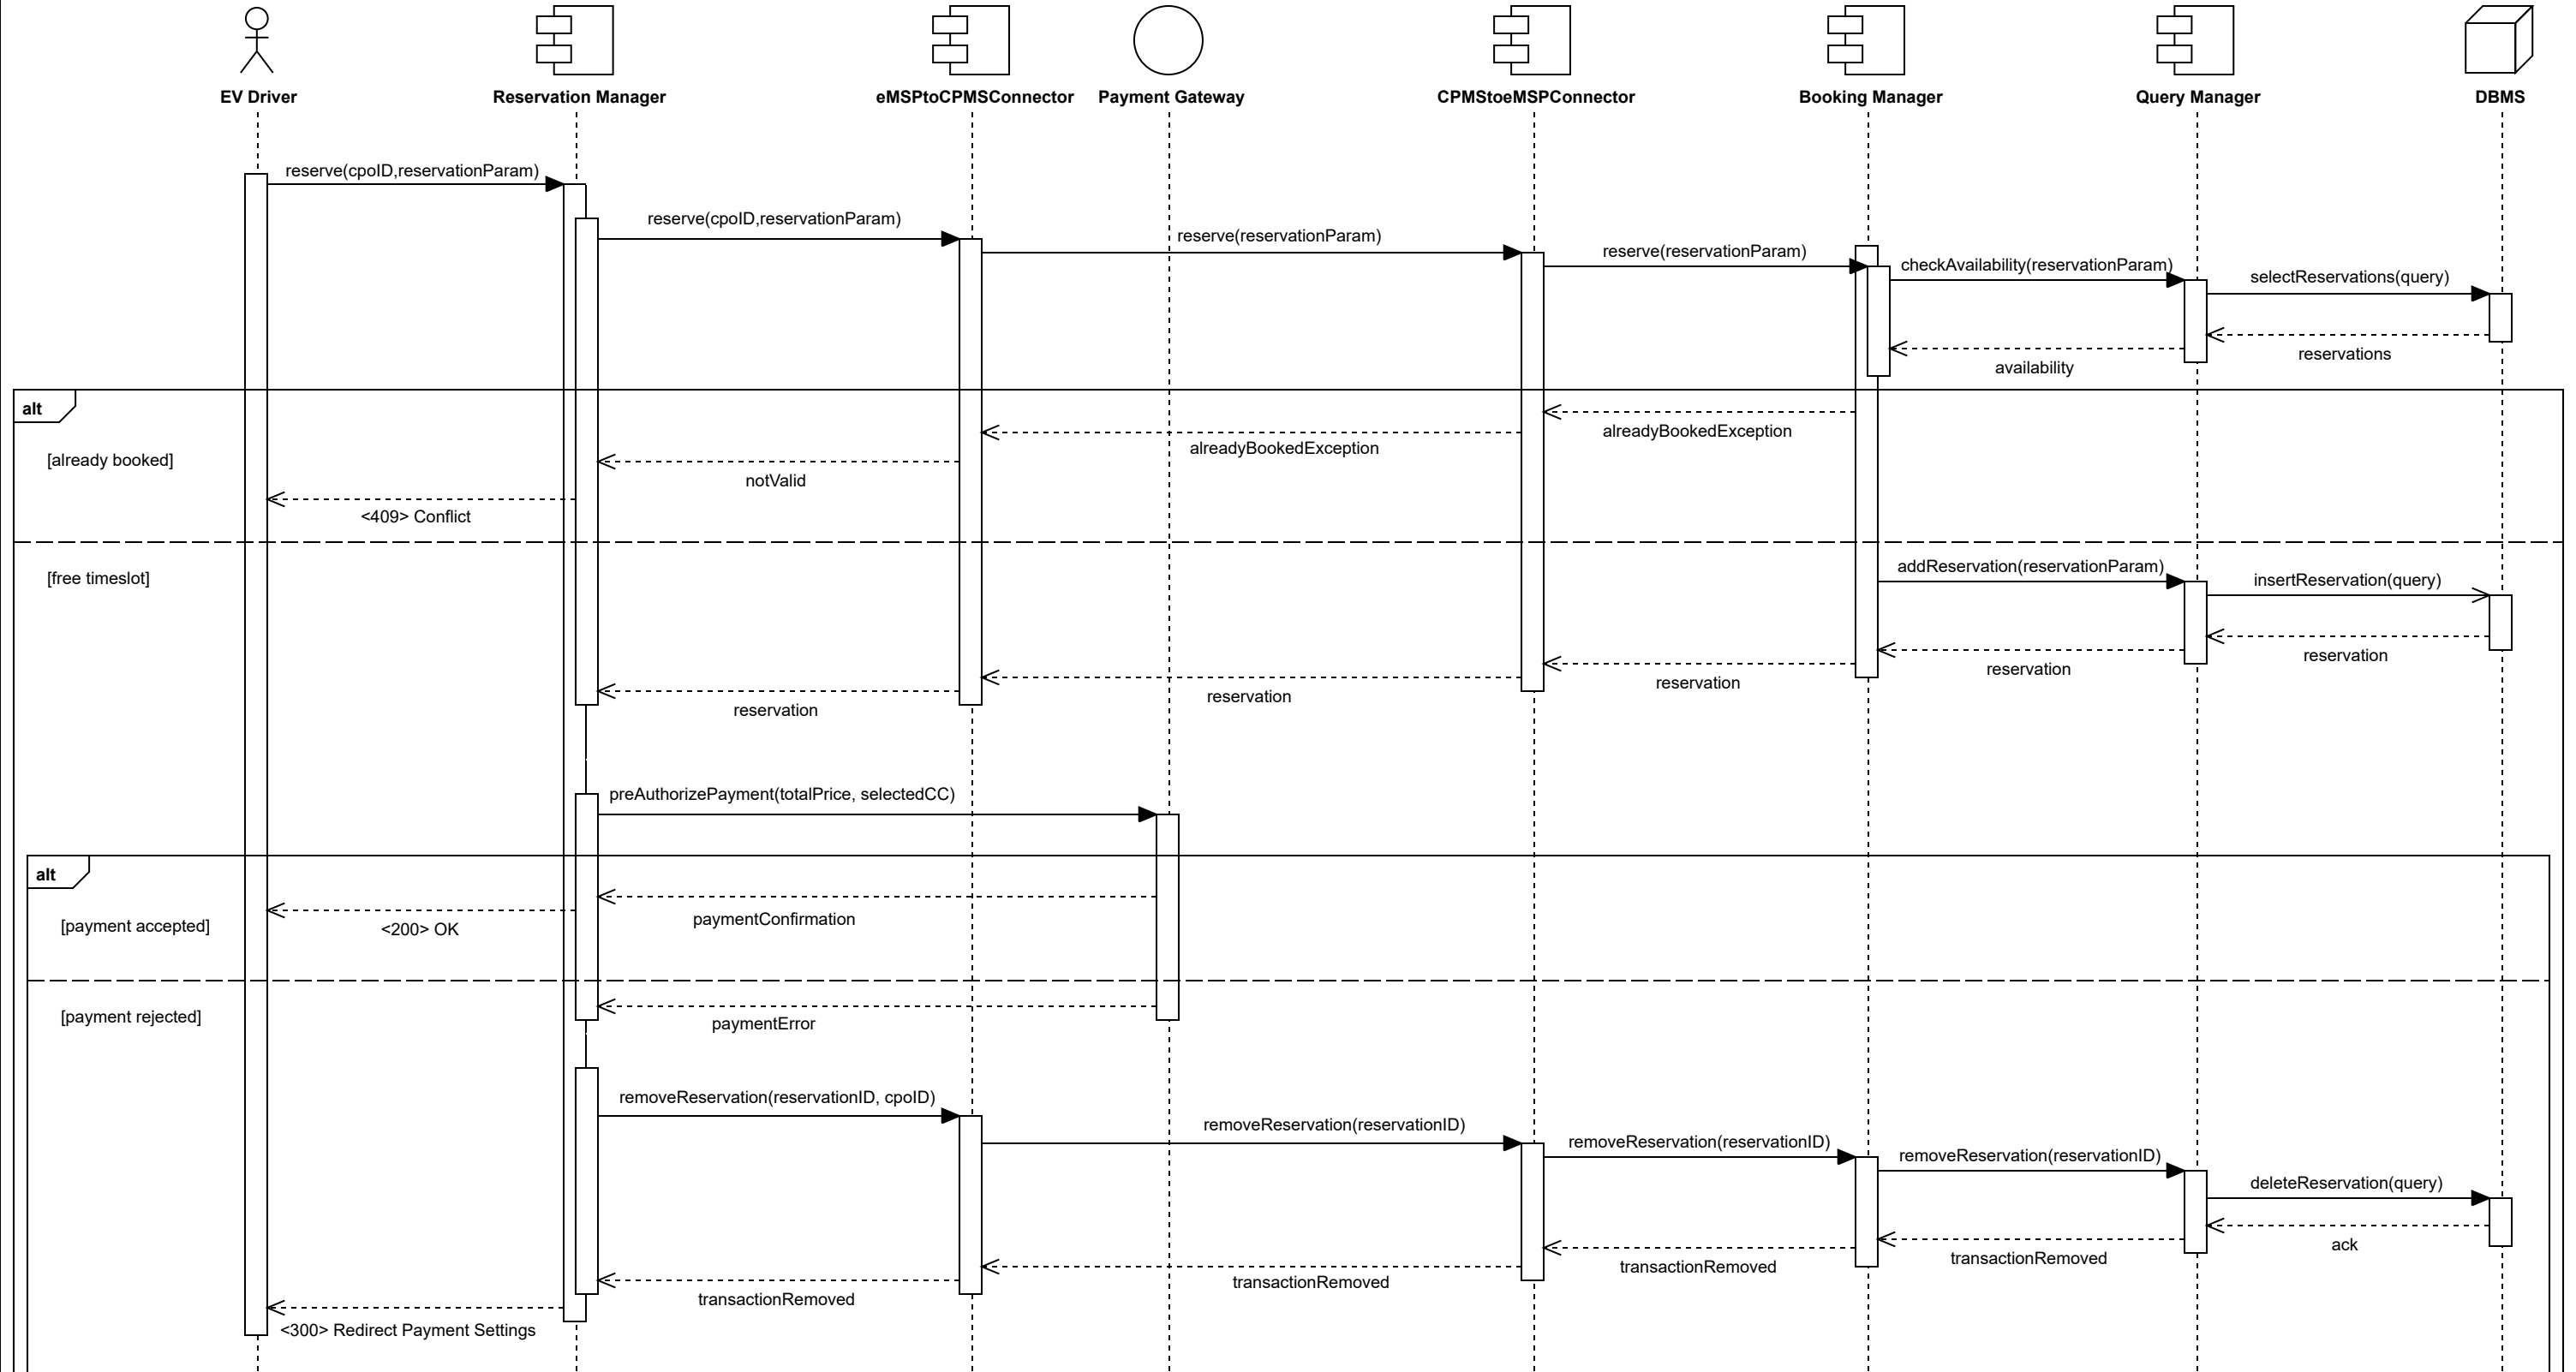 EV Driver
Reservation Manager
eMSPtoCPMSConnector
Payment Gateway
CPMStoeMSPConnector
Booking Manager
Query Manager
DBMS
reserve(cpoID,reservationParam)
reserve(cpoID,reservationParam)
reserve(reservationParam)
reserve(reservationParam)
checkAvailability(reservationParam)
selectReservations(query)
reservations
availability
alt
[already booked]
alreadyBookedException
alreadyBookedException
notValid
<409> Conflict
[free timeslot]
addReservation(reservationParam)
insertReservation(query)
reservation
reservation
reservation
reservation
reservation
preAuthorizePayment(totalPrice, selectedCC)
alt
[payment accepted]
paymentConfirmation
<200> OK
[payment rejected]
paymentError
removeReservation(reservationID, cpoID)
removeReservation(reservationID)
removeReservation(reservationID)
removeReservation(reservationID)
deleteReservation(query)
ack
transactionRemoved
transactionRemoved
transactionRemoved
transactionRemoved
<300> Redirect Payment Settings